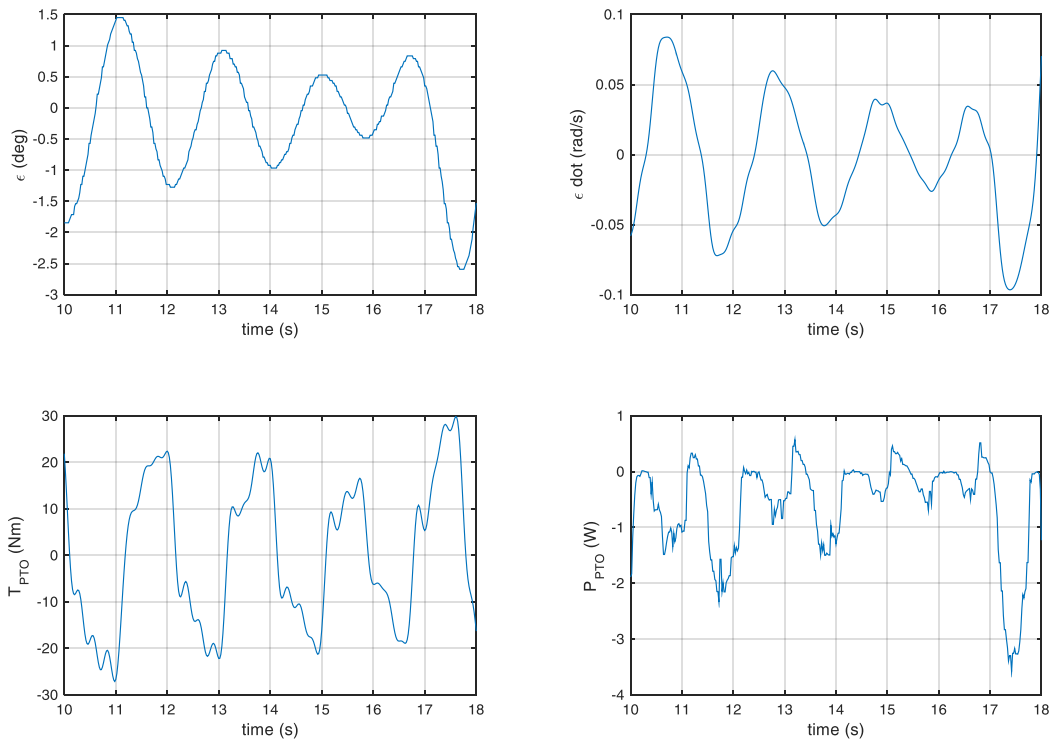 1.5
1
0.5
0
-0.5
-1
-1.5
-2
-2.5
-3
ϵ (deg)
10 11 12 13 14 15 16 17 18
time (s)
0.1
0.05
0
-0.05
-0.1
ϵ dot (rad/s)
10 11 12 13 14 15 16 17 18
time (s)
30
20
10
0
-10
-20
-30
T_PTO (Nm)
10 11 12 13 14 15 16 17 18
time (s)
1
0
-1
-2
-3
-4
P_PTO (W)
10 11 12 13 14 15 16 17 18
time (s)